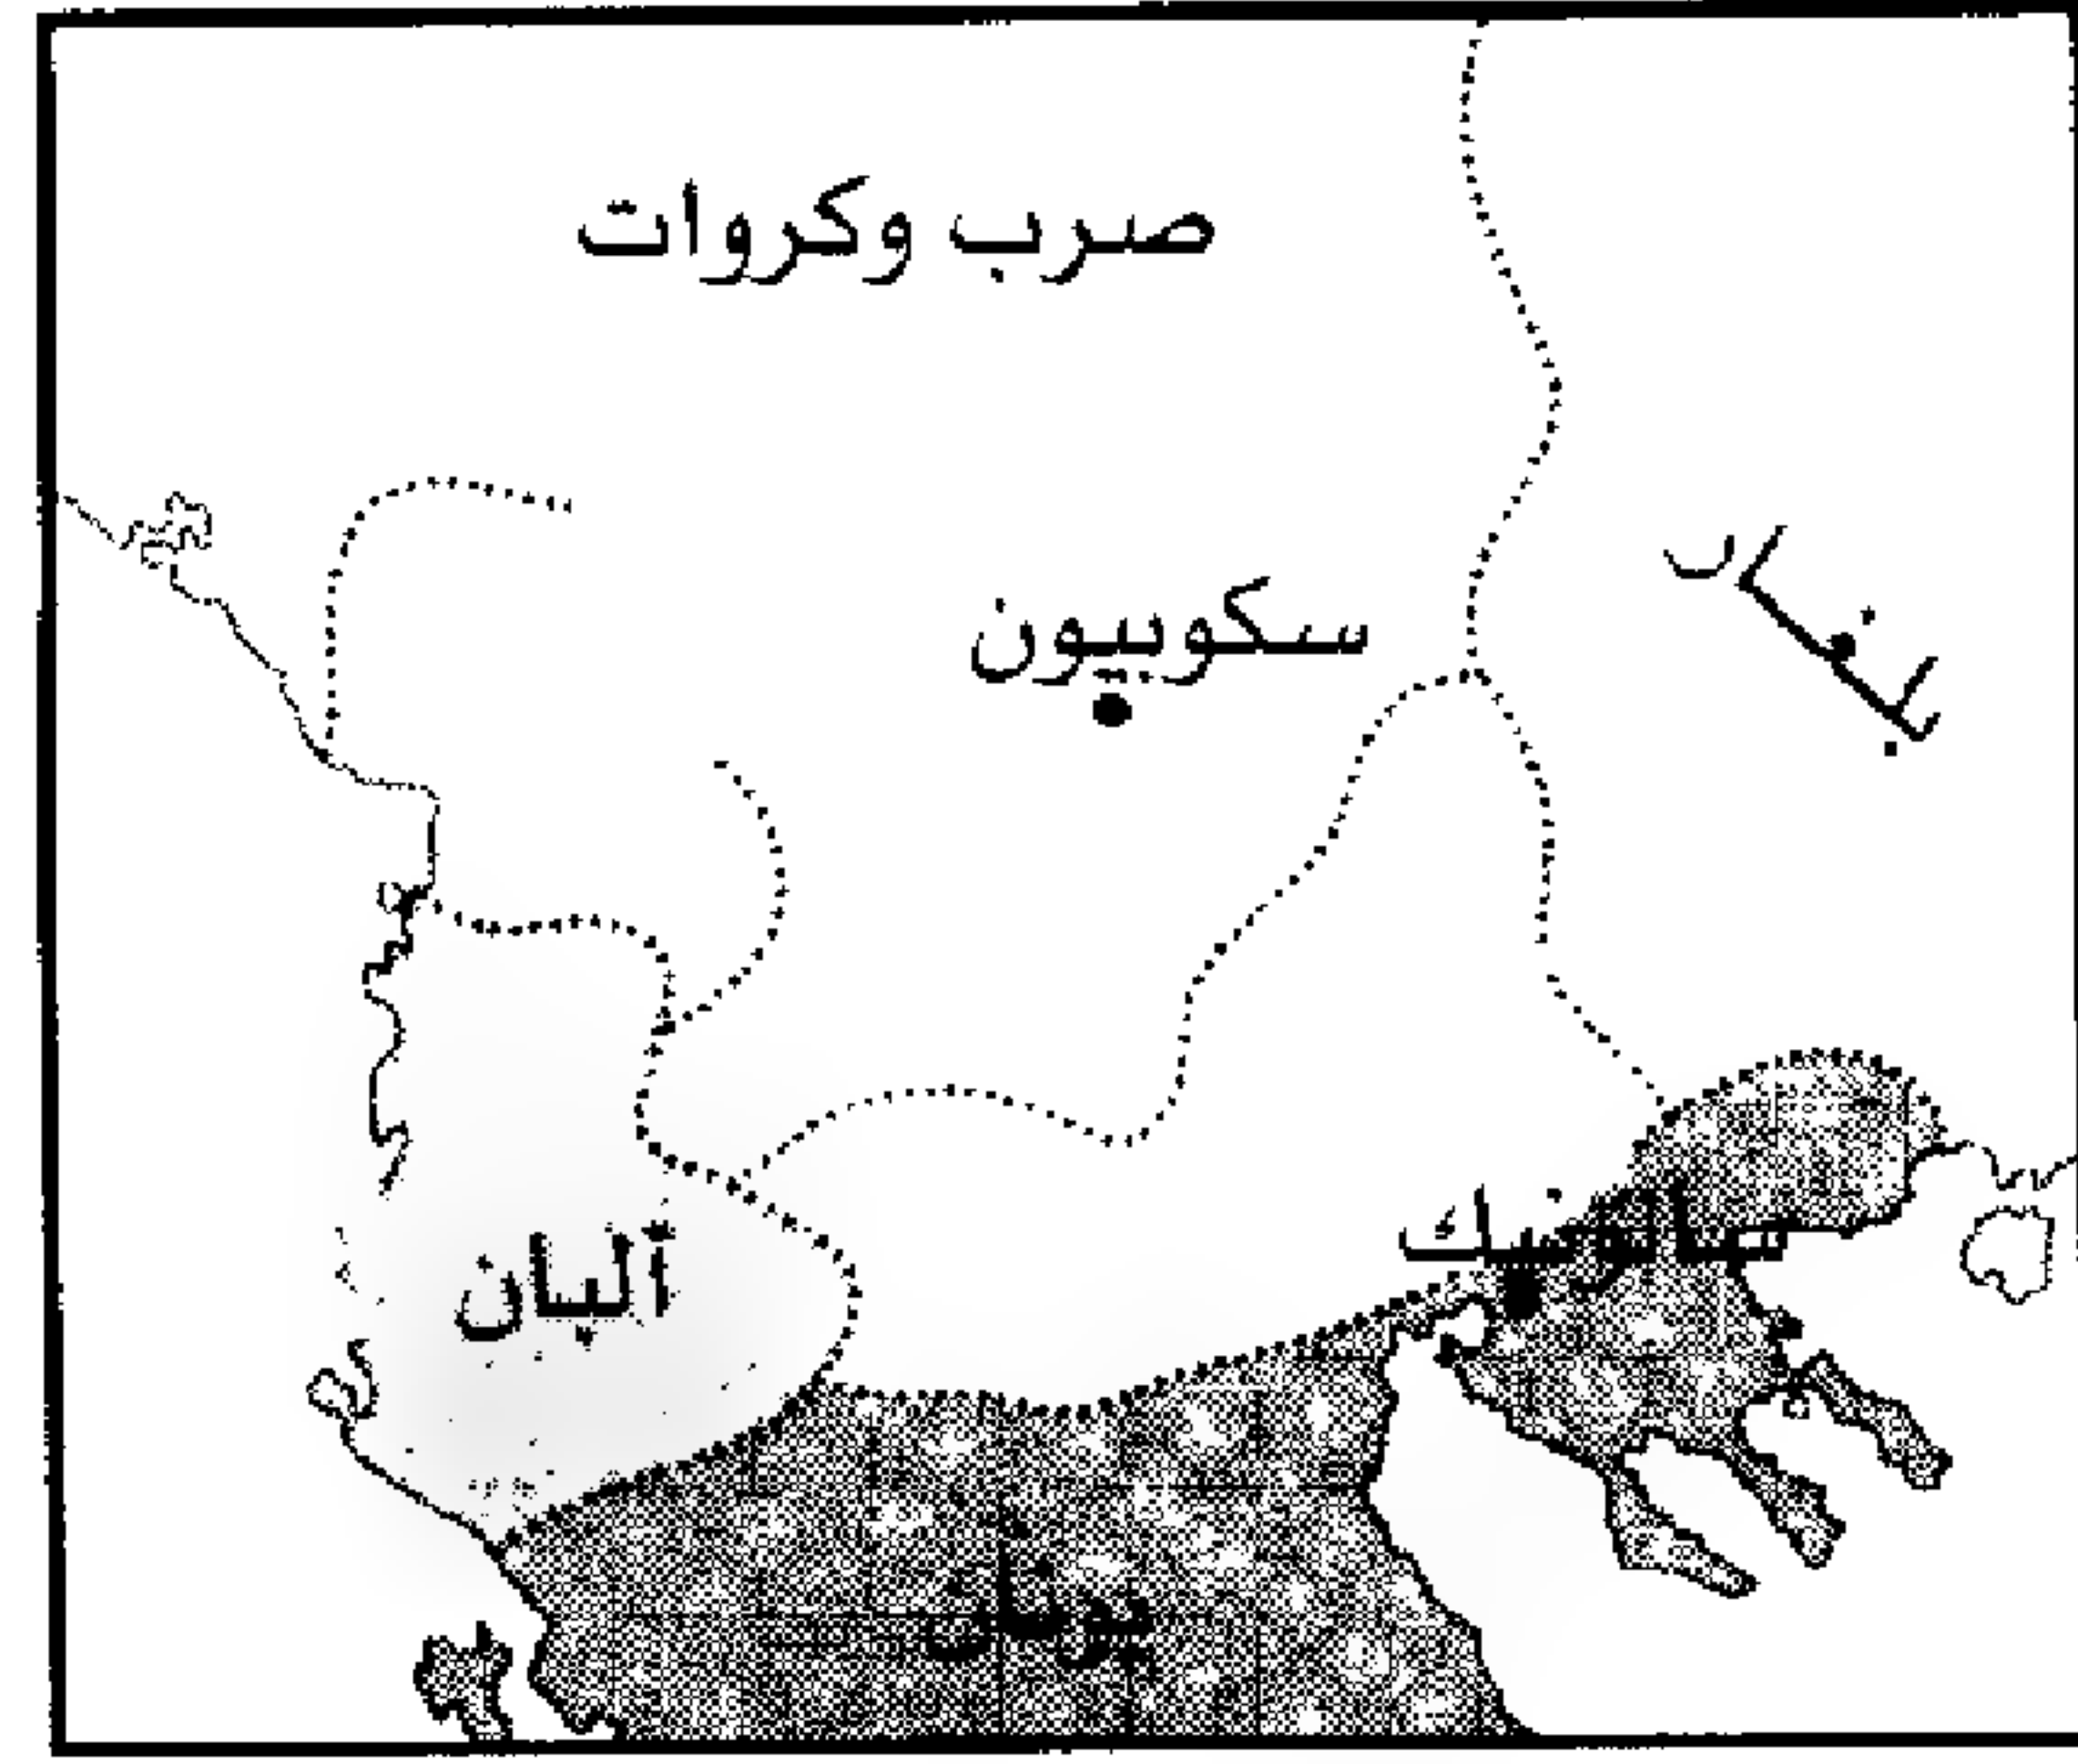 صرب وكروات
سكوبيون
بلغار
سالونيك
ألبان
يونان